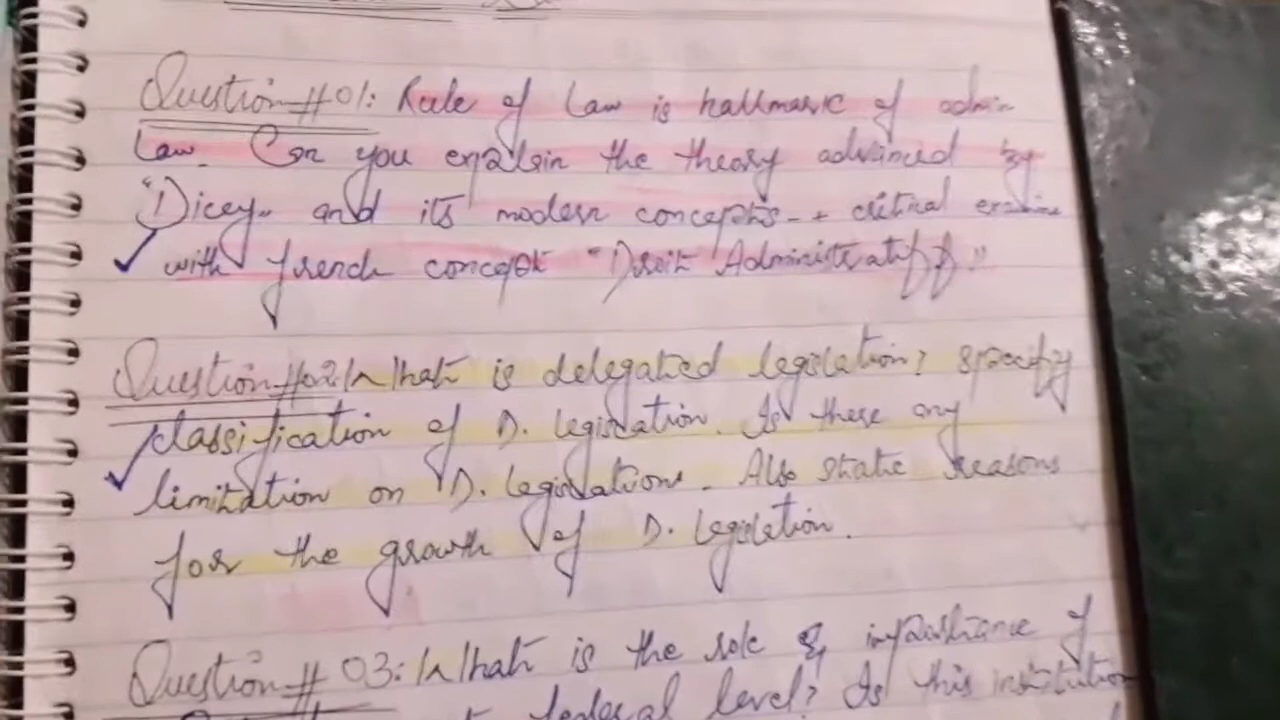 Question#01: Rule of Law is hallmark of admin
Law. Can you explain the theory advanced by
"Dicey" and its modern concepts - + critical examine
with french concept "Droit Administratiff"
Question#02: What is delegated legislation? Specify
classification of D. legislation. Is there any
limitation on D. legislations. Also state reasons
for the growth of D. legislation.
Question# 03: What is the role & importance of
federal level? Is this institution